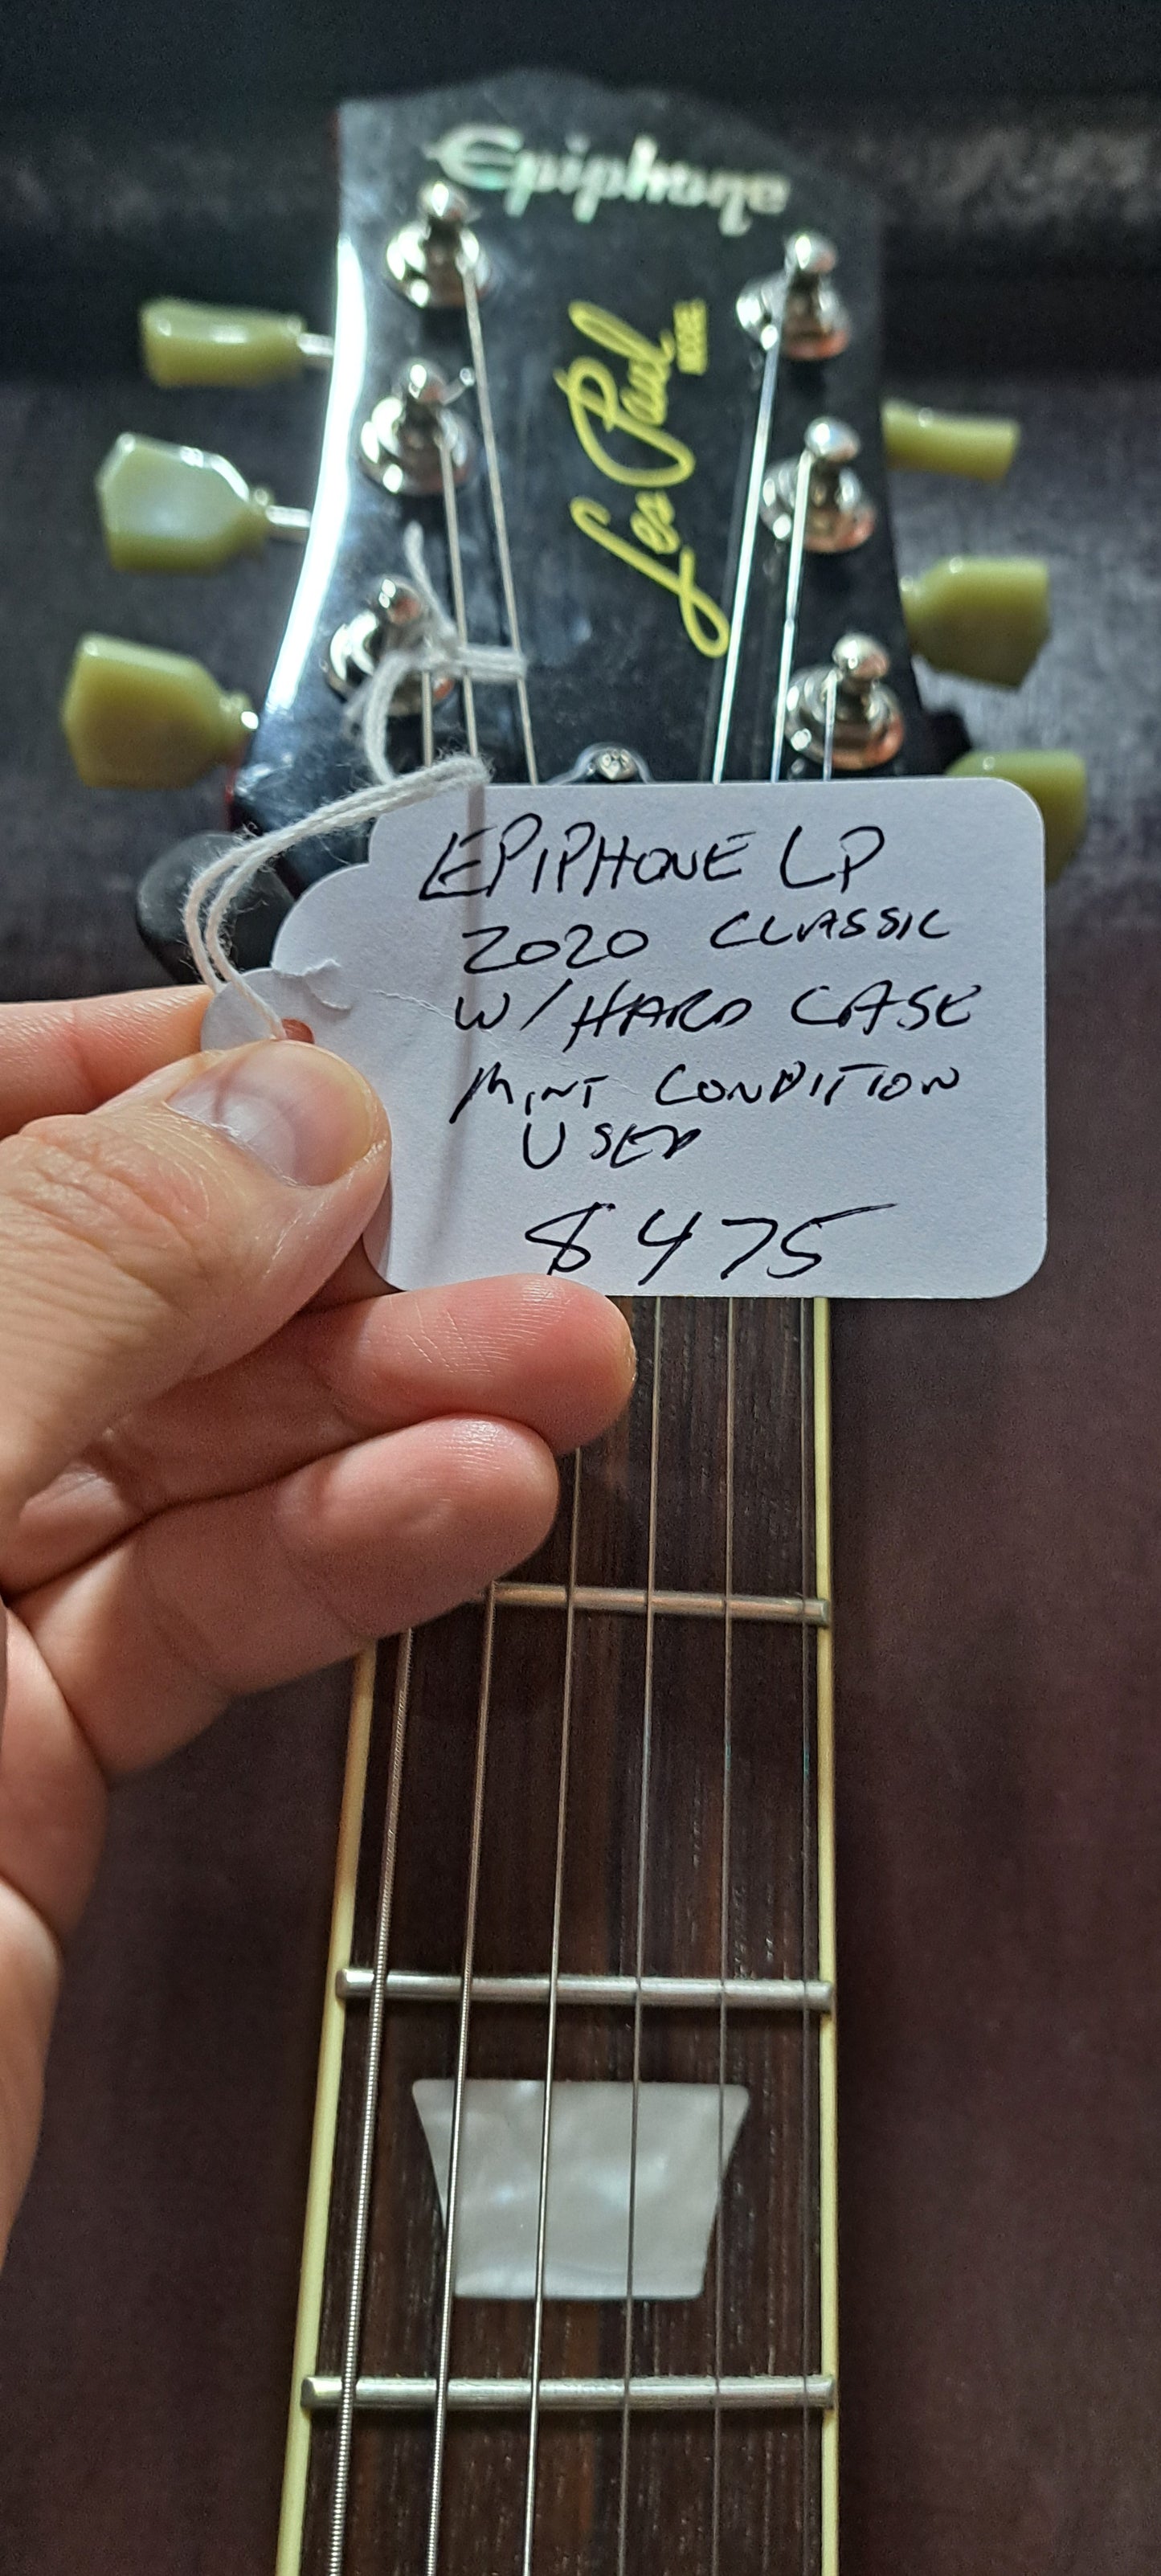 Epiphone
Les Paul
MODEL
EPIPHONE LP
2020 CLASSIC
W/HARD CASE
MINT CONDITION
USED
$475